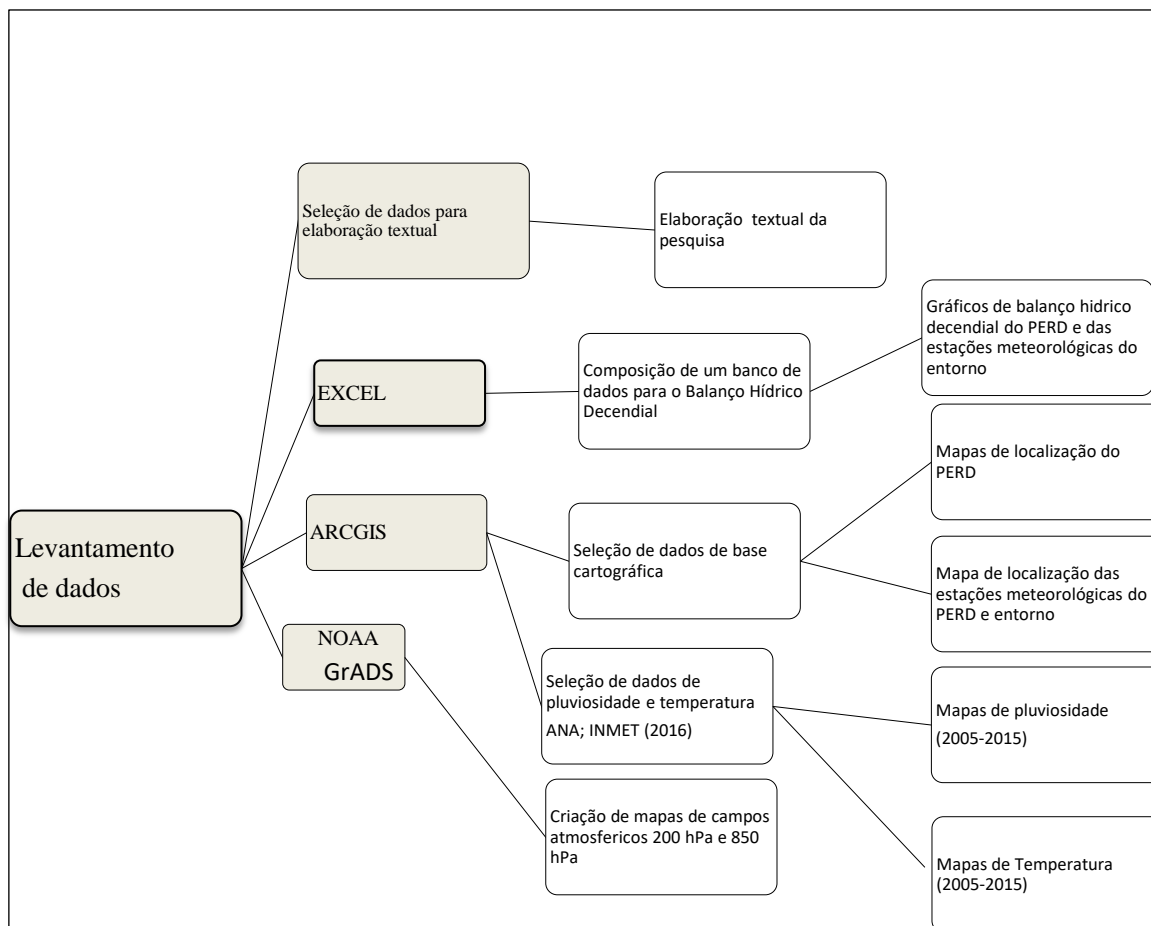 Seleção de dados para
elaboração textual
Elaboração textual da
pesquisa
Gráficos de balanço hidrico
decendial do PERD e das
estações meteorológicas do
entorno
EXCEL
Composição de um banco de
dados para o Balanço Hídrico
Decendial
Mapas de localização do
PERD
Levantamento
de dados
ARCGIS
Seleção de dados de base
cartográfica
Mapa de localização das
estações meteorológicas do
PERD e entorno
NOAA
GrADS
Seleção de dados de
pluviosidade e temperatura
ANA; INMET (2016)
Mapas de pluviosidade
(2005-2015)
Criação de mapas de campos
atmosfericos 200 hPa e 850
hPa
Mapas de Temperatura
(2005-2015)